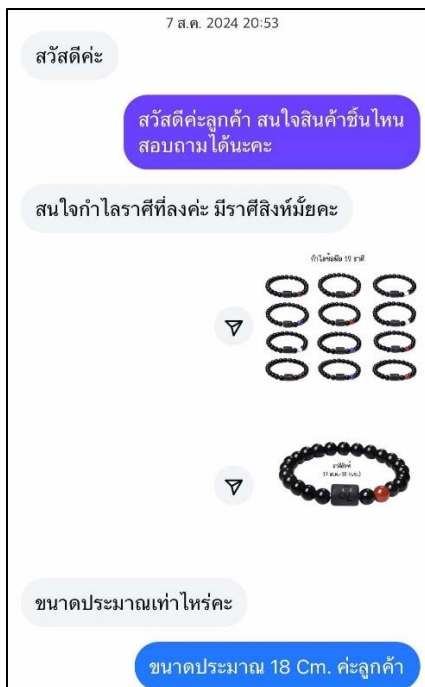 7 ส.ค. 2024 20:53
สวัสดีค่ะ
สวัสดีค่ะลูกค้า สนใจสินค้าชิ้นไหน
สอบถามได้นะคะ
สนใจกำไลราศีที่ลงค่ะ มีราศีสิงห์มั้ยคะ
กำไลข้อมือ 12 ราศี
ราศีสิงห์
ขนาดประมาณเท่าไหร่คะ
ขนาดประมาณ 18 Cm. ค่ะลูกค้า